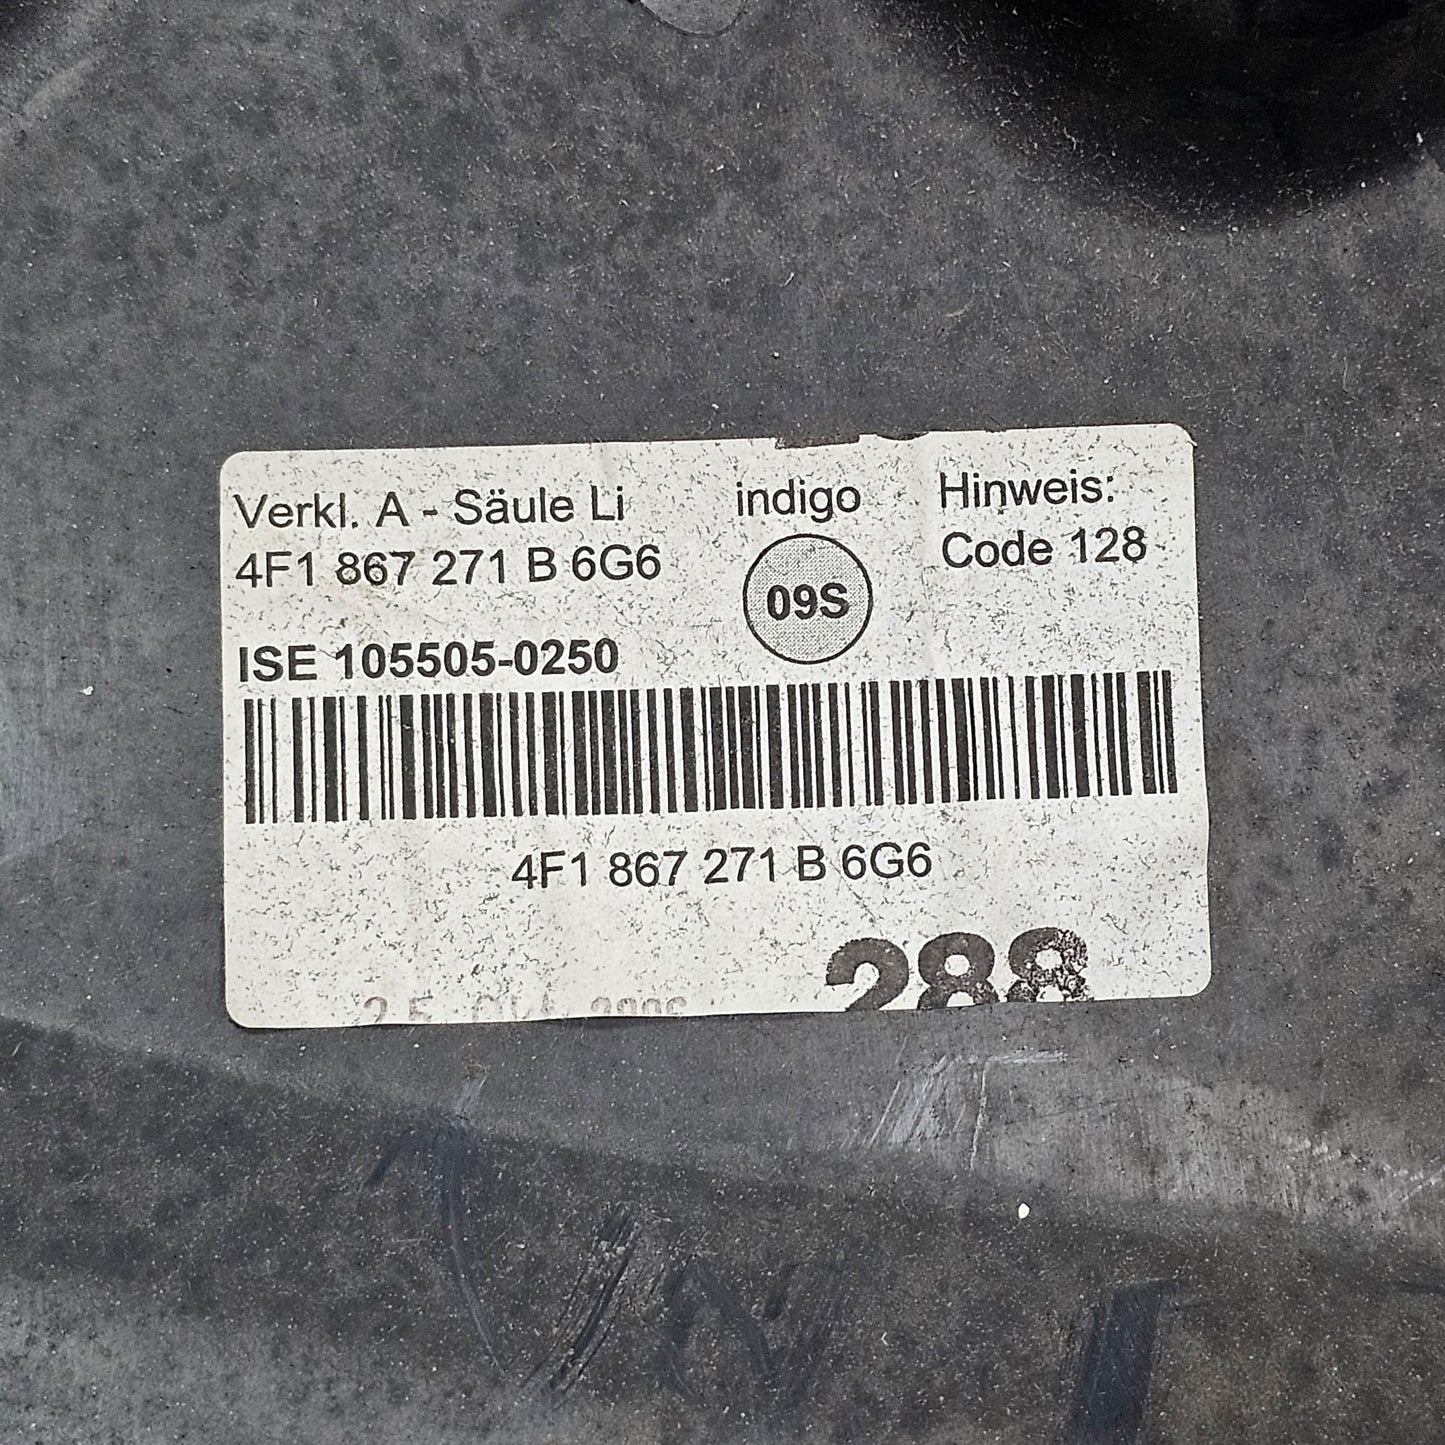 Verkl. A - Säule Li indigo Hinweis:
4F1 867 271 B 6G6 Code 128
09S
ISE 105505-0250
4F1 867 271 B 6G6
288